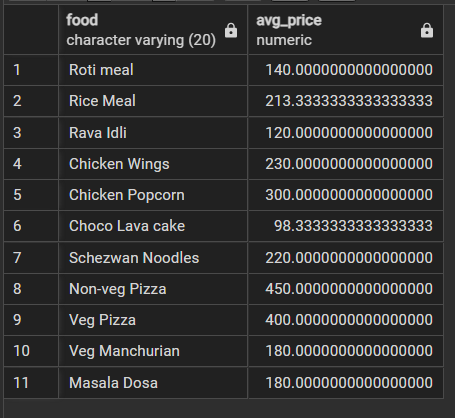 food avg_price
character varying (20) numeric
1 Roti meal 140.0000000000000000
2 Rice Meal 213.3333333333333333
3 Rava Idli 120.0000000000000000
4 Chicken Wings 230.0000000000000000
5 Chicken Popcorn 300.0000000000000000
6 Choco Lava cake 98.3333333333333333
7 Schezwan Noodles 220.0000000000000000
8 Non-veg Pizza 450.0000000000000000
9 Veg Pizza 400.0000000000000000
10 Veg Manchurian 180.0000000000000000
11 Masala Dosa 180.0000000000000000